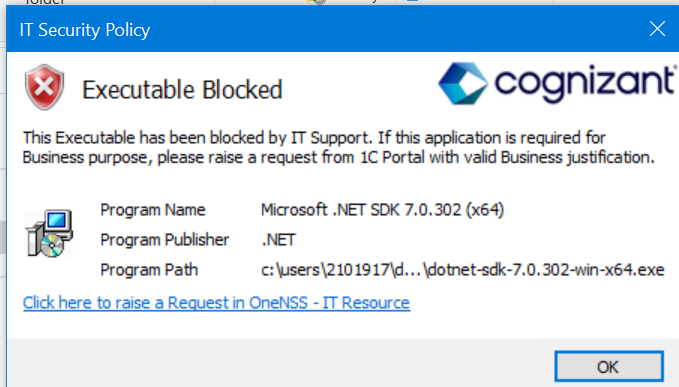 folder
IT Security Policy
Executable Blocked
cognizant
This Executable has been blocked by IT Support. If this application is required for
Business purpose, please raise a request from 1C Portal with valid Business justification.
Program Name Microsoft .NET SDK 7.0.302 (x64)
Program Publisher .NET
Program Path c:\users\2101917\d...\dotnet-sdk-7.0.302-win-x64.exe
Click here to raise a Request in OneNSS - IT Resource
OK